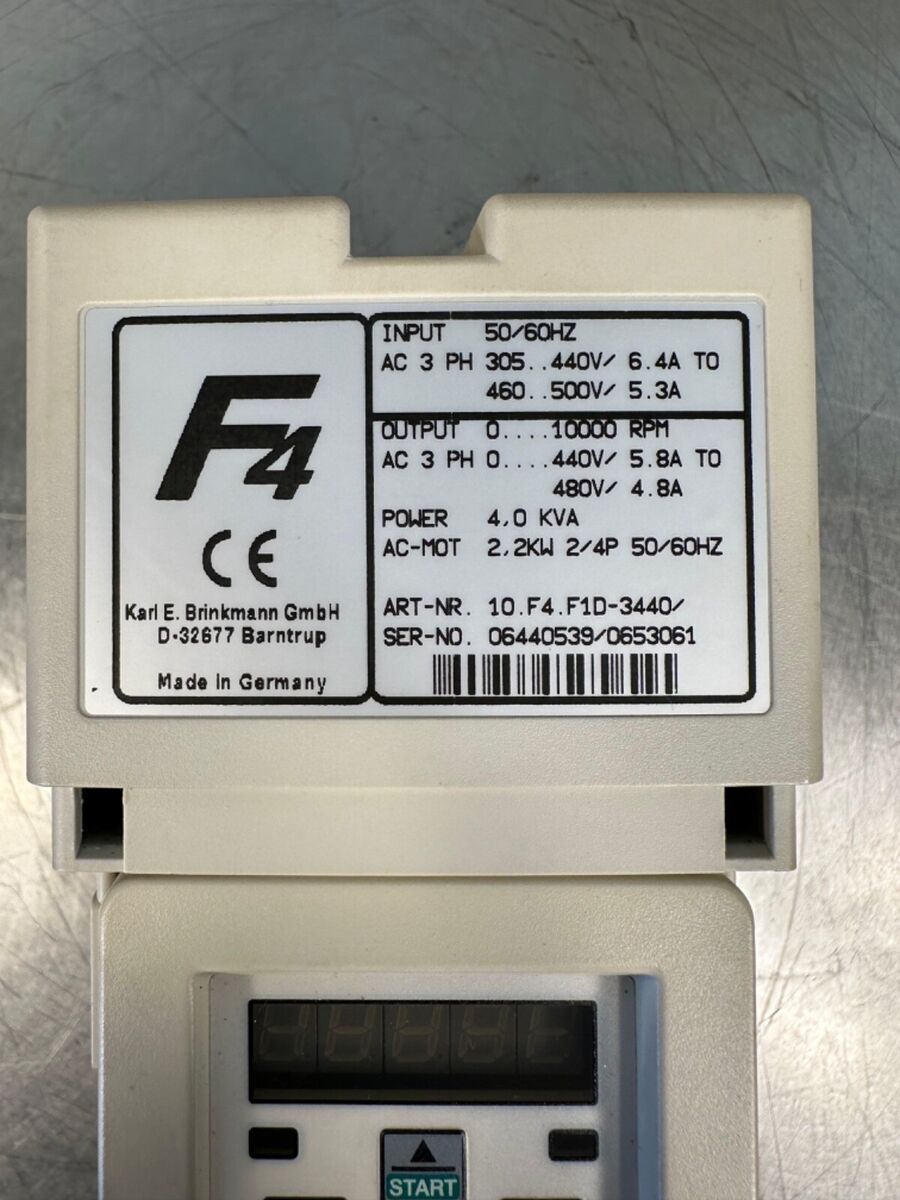 F4
CE
Karl E. Brinkmann GmbH
D-32677 Barntrup
Made in Germany
INPUT 50/60HZ
AC 3 PH 305..440V/ 6.4A TO
460..500V/ 5.3A
OUTPUT 0....10000 RPM
AC 3 PH 0....440V/ 5.8A TO
480V/ 4.8A
POWER 4,0 KVA
AC-MOT 2,2KW 2/4P 50/60HZ
ART-NR. 10.F4.F1D-3440/
SER-NO. 06440539/0653061
START